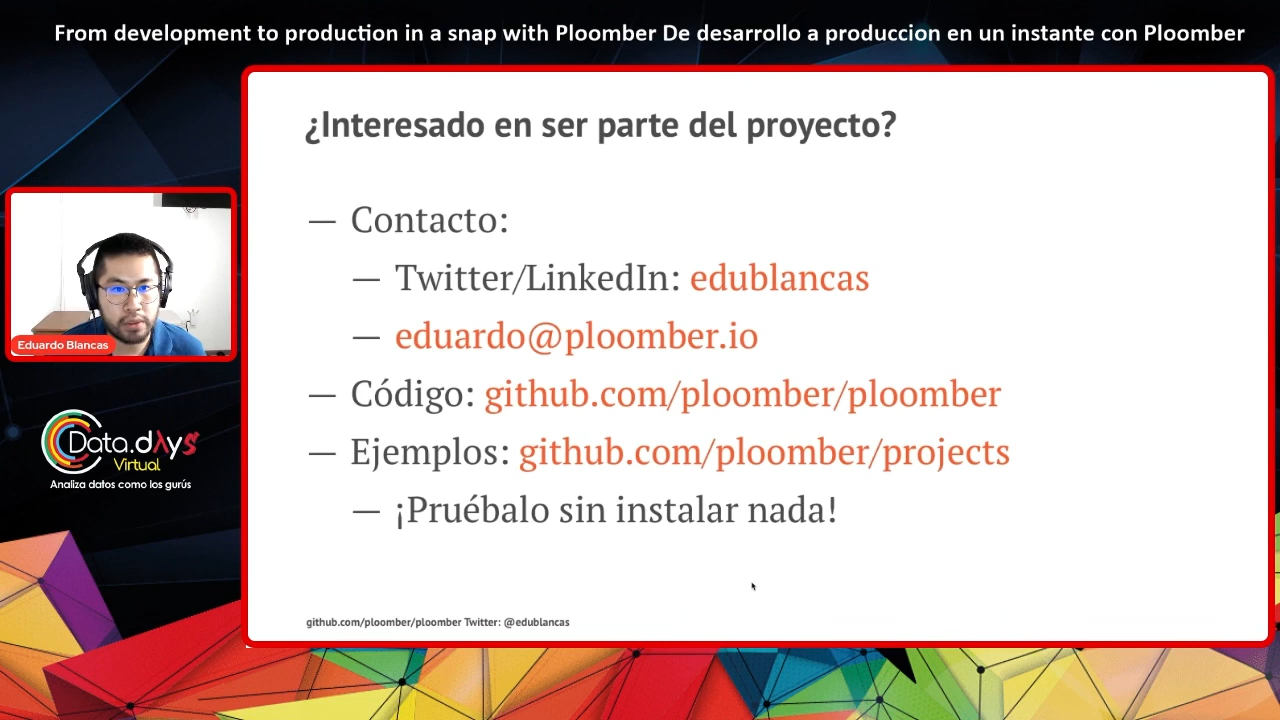 From development to production in a snap with Ploomber De desarrollo a produccion en un instante con Ploomber
¿Interesado en ser parte del proyecto?
— Contacto:
— Twitter/LinkedIn: edublancas
— eduardo@ploomber.io
— Código: github.com/ploomber/ploomber
— Ejemplos: github.com/ploomber/projects
— ¡Pruébalo sin instalar nada!
github.com/ploomber/ploomber Twitter: @edublancas
Eduardo Blancas
Data.days
Virtual
Analiza datos como los gurús